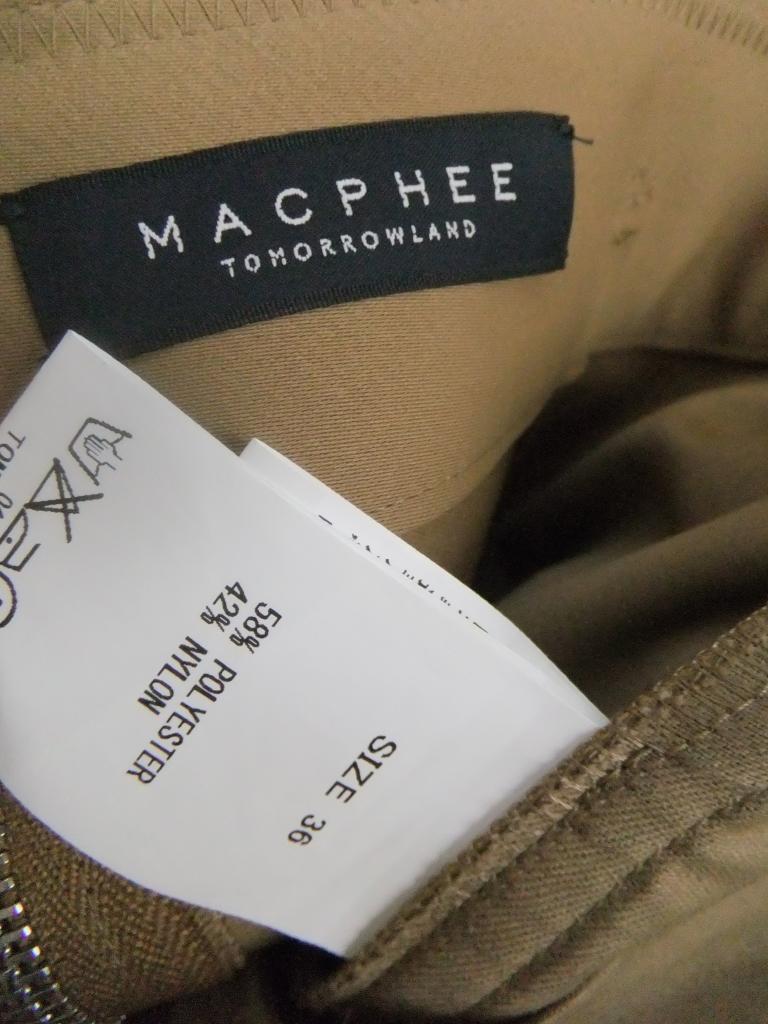 MACPHEE
TOMORROWLAND
58% POLYESTER
42% NYLON
SIZE 36